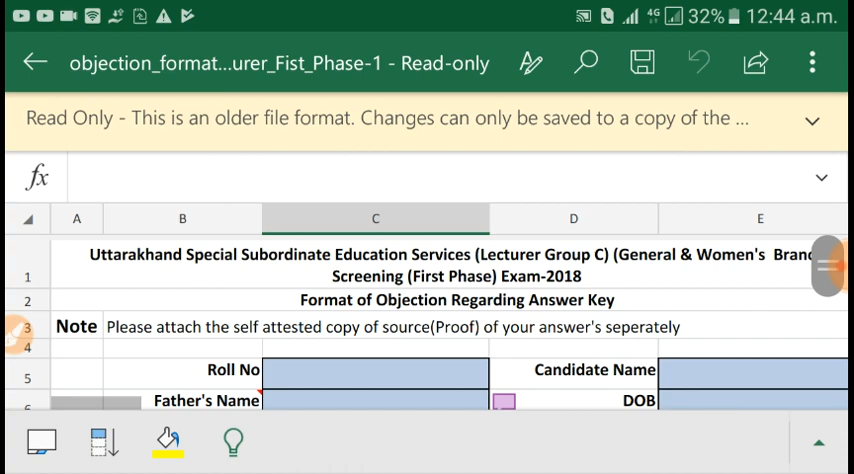 4G 32% 12:44 a.m.
objection_format...urer_Fist_Phase-1 - Read-only
Read Only - This is an older file format. Changes can only be saved to a copy of the ...
fx
A B C D E
1 Uttarakhand Special Subordinate Education Services (Lecturer Group C) (General & Women's Branc
Screening (First Phase) Exam-2018
2 Format of Objection Regarding Answer Key
3 Note Please attach the self attested copy of source(Proof) of your answer's seperately
4
5 Roll No Candidate Name
6 Father's Name DOB